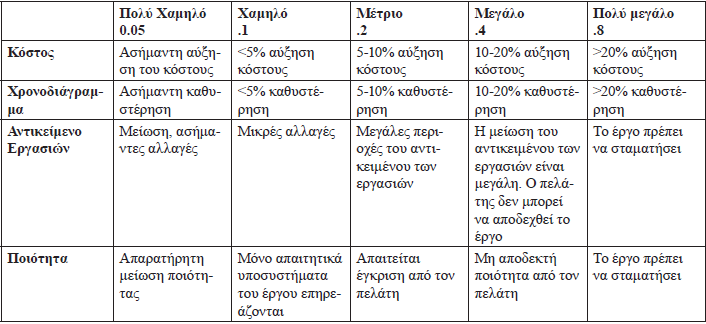 Πολύ Χαμηλό Χαμηλό Μέτριο Μεγάλο Πολύ μεγάλο
0.05 .1 .2 .4 .8
Κόστος Ασήμαντη αύξη- <5% αύξηση 5-10% αύξηση 10-20% αύξηση >20% αύξηση
ση του κόστους κόστους κόστους κόστους κόστους
Χρονοδιάγραμ- Ασήμαντη καθυ- <5% καθυστέ- 5-10% καθυστέ- 10-20% καθυστέ- >20% καθυστέ-
μα στέρηση ρηση ρηση ρηση ρηση
Αντικείμενο Μείωση, ασήμα- Μικρές αλλαγές Μεγάλες περι- Η μείωση του Το έργο πρέπει
Εργασιών ντες αλλαγές οχές του αντι- αντικειμένου των να σταματήσει
κειμένου των εργασιών είναι
εργασιών μεγάλη. Ο πελά-
της δεν μπορεί
να αποδεχθεί το
έργο
Ποιότητα Απαρατήρητη Μόνο απαιτητικά Απαιτείται Μη αποδεκτή Το έργο πρέπει
μείωση ποιότη- υποσυστήματα έγκριση από τον ποιότητα από τον να σταματήσει
τας του έργου επηρε- πελάτη πελάτη
άζονται